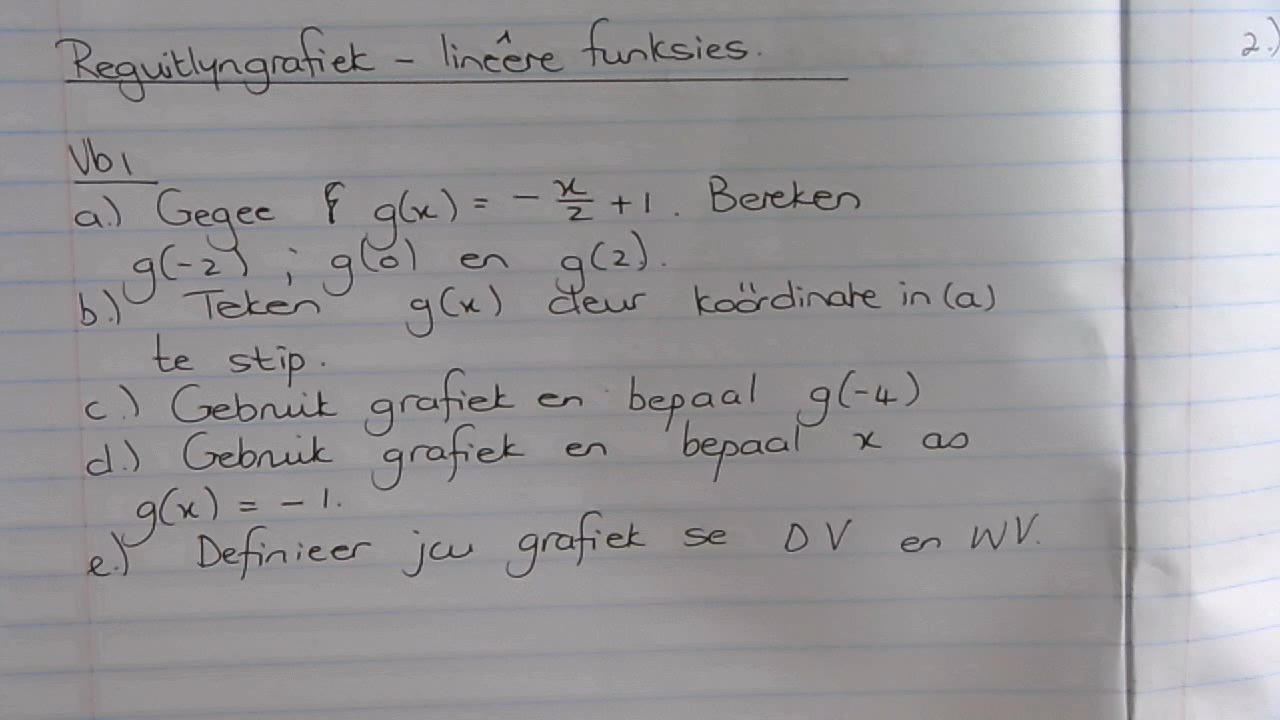 Reguitlyngrafiek – lineêre funksies.
2.)
Vb1
a.) Gegee g(x) = -x/2 + 1. Bereken
g(-2) ; g(0) en g(2).
b.) Teken g(x) deur koördinate in (a)
te stip.
c.) Gebruik grafiek en bepaal g(-4)
d.) Gebruik grafiek en bepaal x as
g(x) = -1.
e.) Definieer jou grafiek se DV en WV.